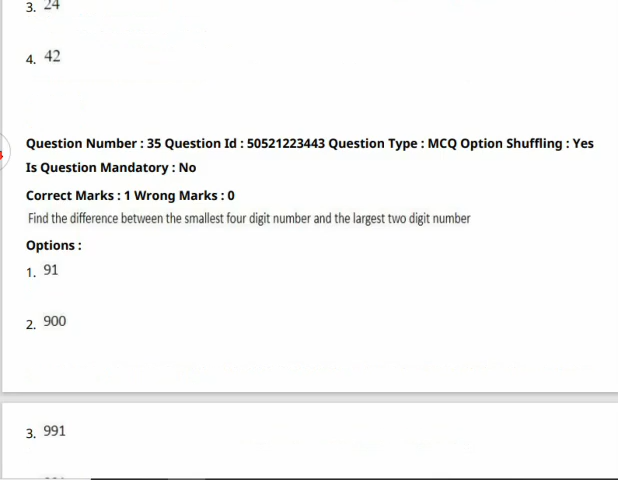 3. 24
4. 42
Question Number : 35 Question Id : 50521223443 Question Type : MCQ Option Shuffling : Yes
Is Question Mandatory : No
Correct Marks : 1 Wrong Marks : 0
Find the difference between the smallest four digit number and the largest two digit number
Options :
1. 91
2. 900
3. 991